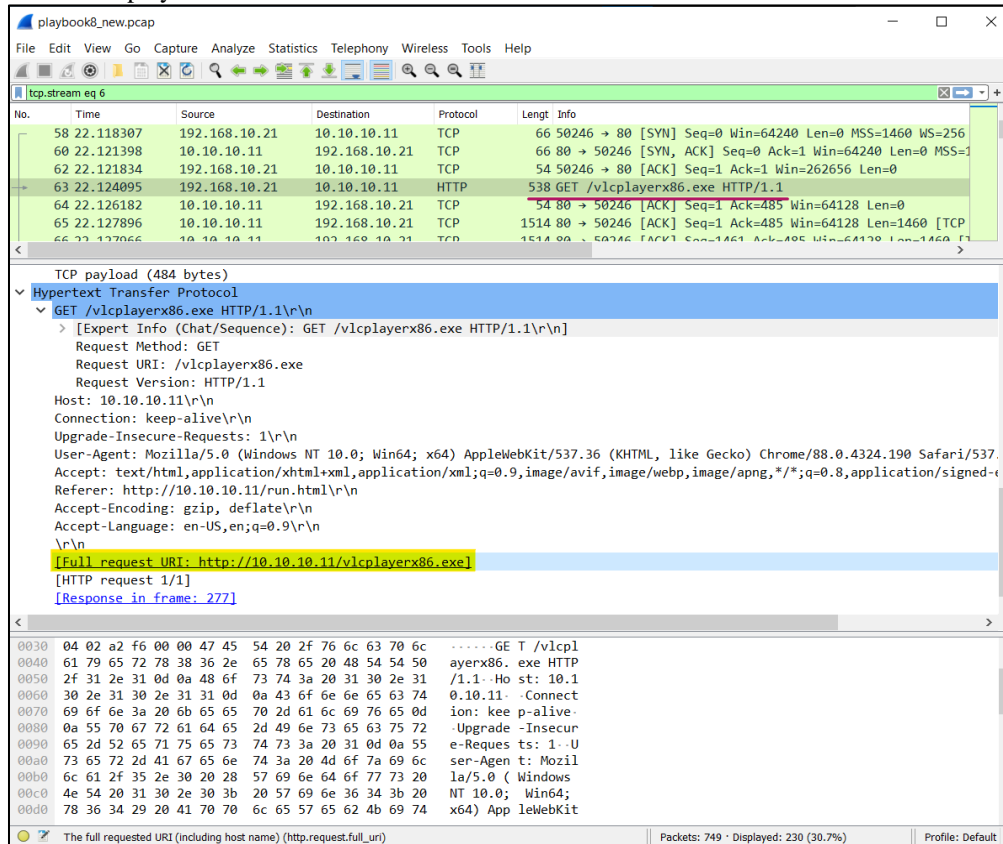 playbook8_new.pcap
File Edit View Go Capture Analyze Statistics Telephony Wireless Tools Help
tcp.stream eq 6
No. Time Source Destination Protocol Lengt Info
58 22.118307 192.168.10.21 10.10.10.11 TCP 66 50246 → 80 [SYN] Seq=0 Win=64240 Len=0 MSS=1460 WS=256
60 22.121398 10.10.10.11 192.168.10.21 TCP 66 80 → 50246 [SYN, ACK] Seq=0 Ack=1 Win=64240 Len=0 MSS=1
62 22.121834 192.168.10.21 10.10.10.11 TCP 54 50246 → 80 [ACK] Seq=1 Ack=1 Win=262656 Len=0
63 22.124095 192.168.10.21 10.10.10.11 HTTP 538 GET /vlcplayerx86.exe HTTP/1.1
64 22.126182 10.10.10.11 192.168.10.21 TCP 54 80 → 50246 [ACK] Seq=1 Ack=485 Win=64128 Len=0
65 22.127896 10.10.10.11 192.168.10.21 TCP 1514 80 → 50246 [ACK] Seq=1 Ack=485 Win=64128 Len=1460 [TCP
66 22.127966 10.10.10.11 192.168.10.21 TCP 1514 80 → 50246 [ACK] Seq=1461 Ack=485 Win=64128 Len=1460 [T
TCP payload (484 bytes)
Hypertext Transfer Protocol
GET /vlcplayerx86.exe HTTP/1.1\r\n
[Expert Info (Chat/Sequence): GET /vlcplayerx86.exe HTTP/1.1\r\n]
Request Method: GET
Request URI: /vlcplayerx86.exe
Request Version: HTTP/1.1
Host: 10.10.10.11\r\n
Connection: keep-alive\r\n
Upgrade-Insecure-Requests: 1\r\n
User-Agent: Mozilla/5.0 (Windows NT 10.0; Win64; x64) AppleWebKit/537.36 (KHTML, like Gecko) Chrome/88.0.4324.190 Safari/537.
Accept: text/html,application/xhtml+xml,application/xml;q=0.9,image/avif,image/webp,image/apng,*/*;q=0.8,application/signed-e
Referer: http://10.10.10.11/run.html\r\n
Accept-Encoding: gzip, deflate\r\n
Accept-Language: en-US,en;q=0.9\r\n
\r\n
[Full request URI: http://10.10.10.11/vlcplayerx86.exe]
[HTTP request 1/1]
[Response in frame: 277]
0030 04 02 a2 f6 00 00 47 45 54 20 2f 76 6c 63 70 6c ······GE T /vlcpl
0040 61 79 65 72 78 38 36 2e 65 78 65 20 48 54 54 50 ayerx86. exe HTTP
0050 2f 31 2e 31 0d 0a 48 6f 73 74 3a 20 31 30 2e 31 /1.1··Ho st: 10.1
0060 30 2e 31 30 2e 31 31 0d 0a 43 6f 6e 6e 65 63 74 0.10.11· ·Connect
0070 69 6f 6e 3a 20 6b 65 65 70 2d 61 6c 69 76 65 0d ion: kee p-alive·
0080 0a 55 70 67 72 61 64 65 2d 49 6e 73 65 63 75 72 ·Upgrade -Insecur
0090 65 2d 52 65 71 75 65 73 74 73 3a 20 31 0d 0a 55 e-Reques ts: 1··U
00a0 73 65 72 2d 41 67 65 6e 74 3a 20 4d 6f 7a 69 6c ser-Agen t: Mozil
00b0 6c 61 2f 35 2e 30 20 28 57 69 6e 64 6f 77 73 20 la/5.0 ( Windows
00c0 4e 54 20 31 30 2e 30 3b 20 57 69 6e 36 34 3b NT 10.0; Win64;
00d0 78 36 34 29 20 41 70 70 6c 65 57 65 62 4b 69 74 x64) App leWebKit
The full requested URI (including host name) (http.request.full_uri) Packets: 749 · Displayed: 230 (30.7%) Profile: Default